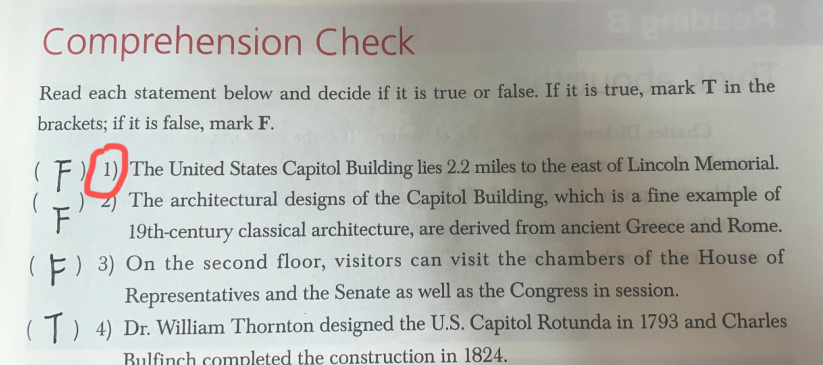 Comprehension Check
Read each statement below and decide if it is true or false. If it is true, mark T in the
brackets; if it is false, mark F.
( F ) 1) The United States Capitol Building lies 2.2 miles to the east of Lincoln Memorial.
( F ) 2) The architectural designs of the Capitol Building, which is a fine example of
19th-century classical architecture, are derived from ancient Greece and Rome.
( F ) 3) On the second floor, visitors can visit the chambers of the House of
Representatives and the Senate as well as the Congress in session.
( T ) 4) Dr. William Thornton designed the U.S. Capitol Rotunda in 1793 and Charles
Bulfinch completed the construction in 1824.